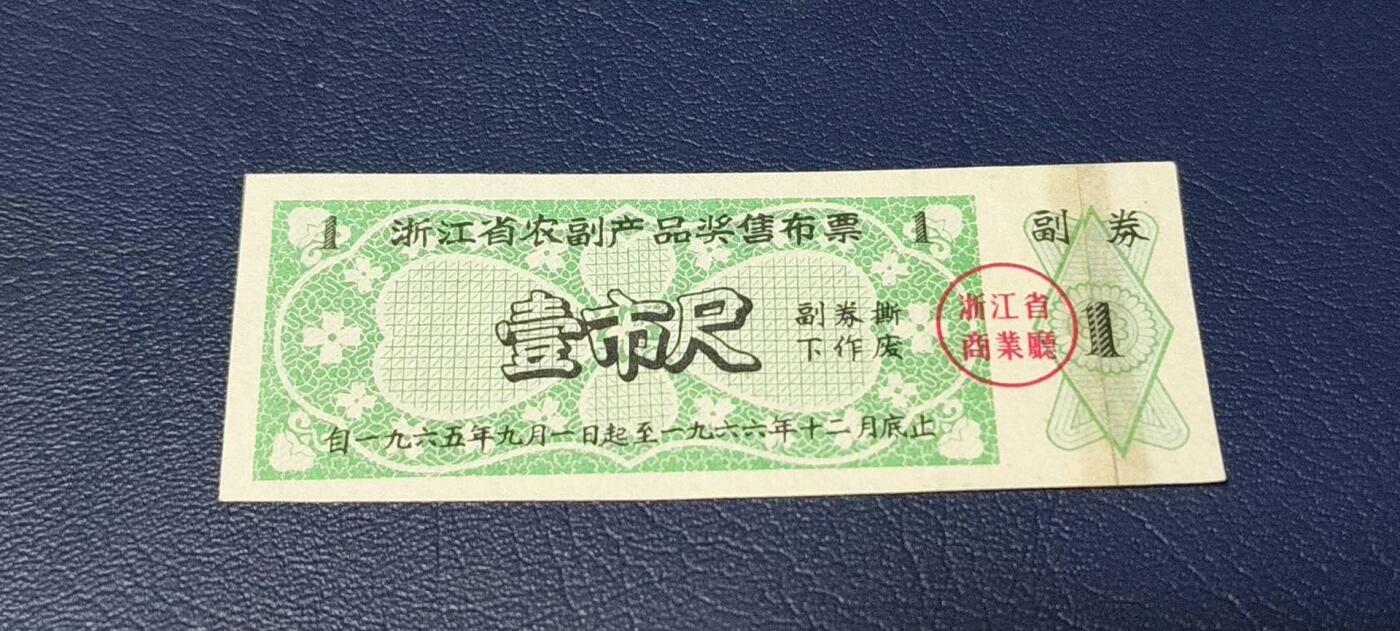 1 浙江省农副产品奖售布票 1
壹市尺
副券撕
下作废
自一九六五年九月一日起至一九六六年十二月底止
浙江省
商業廳
副券
1